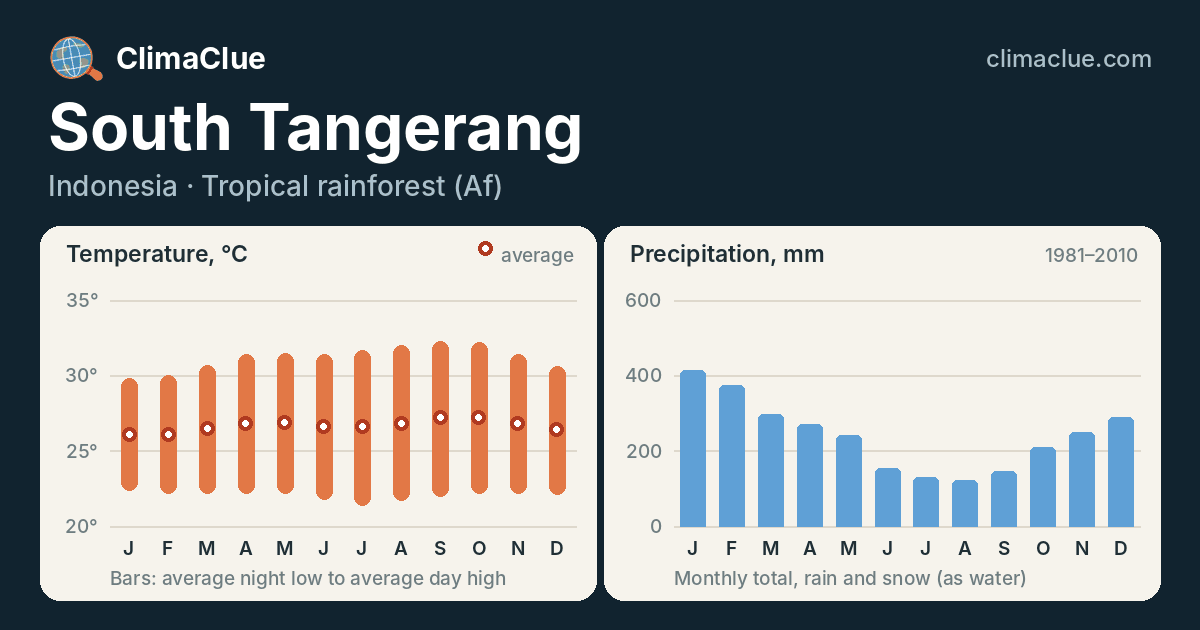 ClimaClue
climaclue.com
South Tangerang
Indonesia · Tropical rainforest (Af)
Temperature, °C
average
35°
30°
25°
20°
J F M A M J J A S O N D
Bars: average night low to average day high
Precipitation, mm
1981–2010
600
400
200
0
J F M A M J J A S O N D
Monthly total, rain and snow (as water)